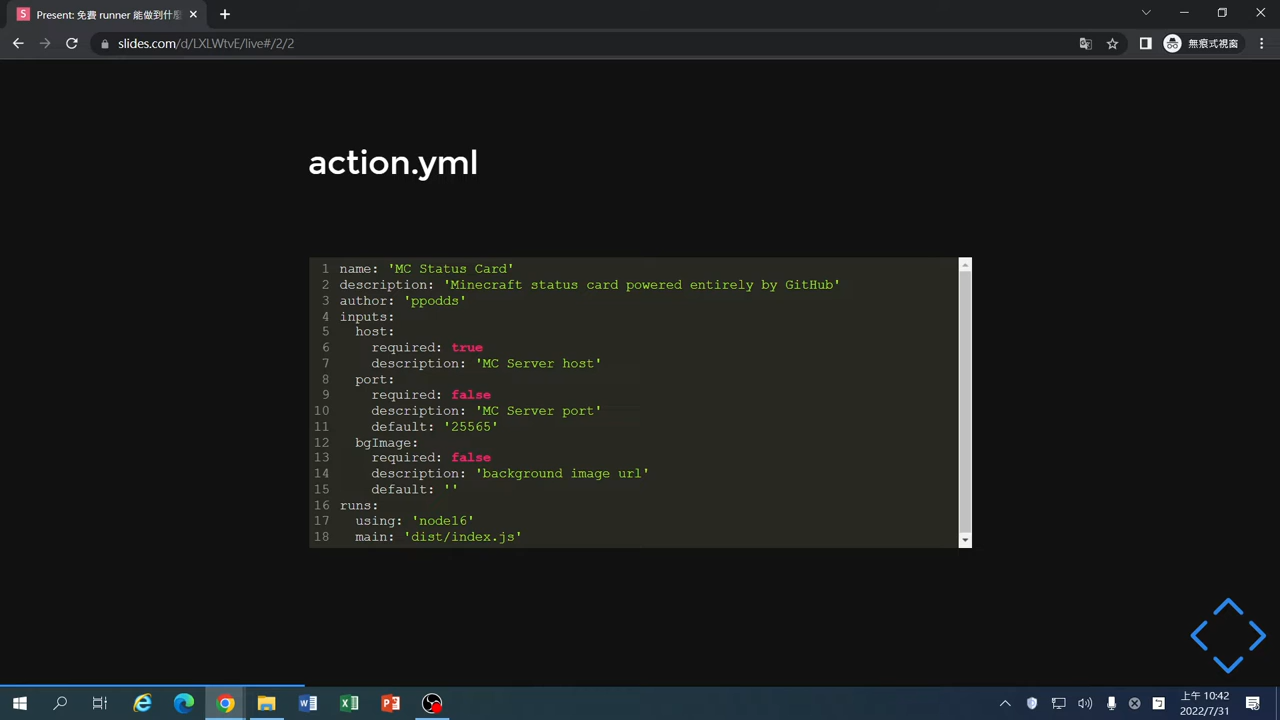 Present: 免費 runner 能做到什麼
slides.com/d/LXLWtvE/live#/2/2
無痕式視窗
action.yml
1 name: 'MC Status Card'
2 description: 'Minecraft status card powered entirely by GitHub'
3 author: 'ppodds'
4 inputs:
5 host:
6 required: true
7 description: 'MC Server host'
8 port:
9 required: false
10 description: 'MC Server port'
11 default: '25565'
12 bgImage:
13 required: false
14 description: 'background image url'
15 default: ''
16 runs:
17 using: 'node16'
18 main: 'dist/index.js'
上午 10:42
2022/7/31